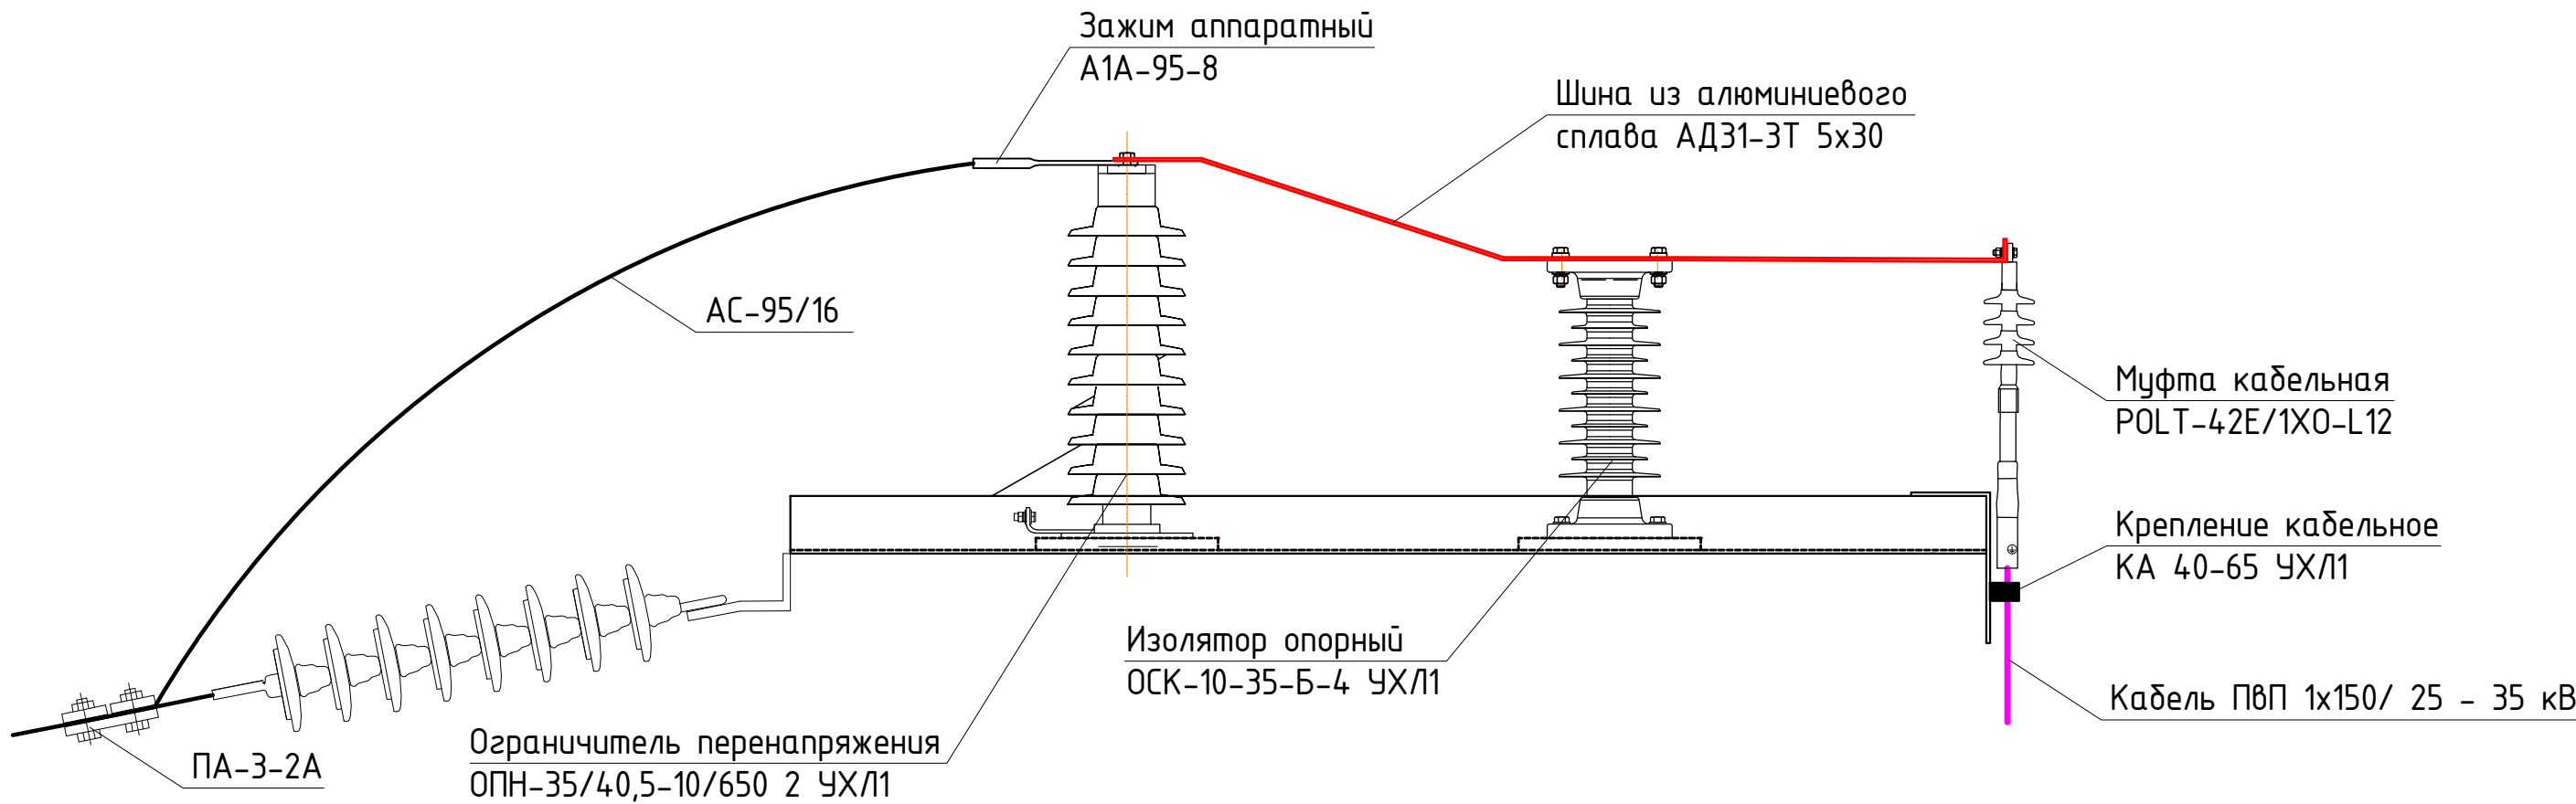 Зажим аппаратный
А1А-95-8
Шина из алюминиевого
сплава АД31-3Т 5х30
АС-95/16
Муфта кабельная
POLT-42E/1XO-L12
Крепление кабельное
КА 40-65 УХЛ1
Изолятор опорный
ОСК-10-35-Б-4 УХЛ1
Кабель ПвП 1х150/ 25 - 35 кВ
Ограничитель перенапряжения
ОПН-35/40,5-10/650 2 УХЛ1
ПА-3-2А